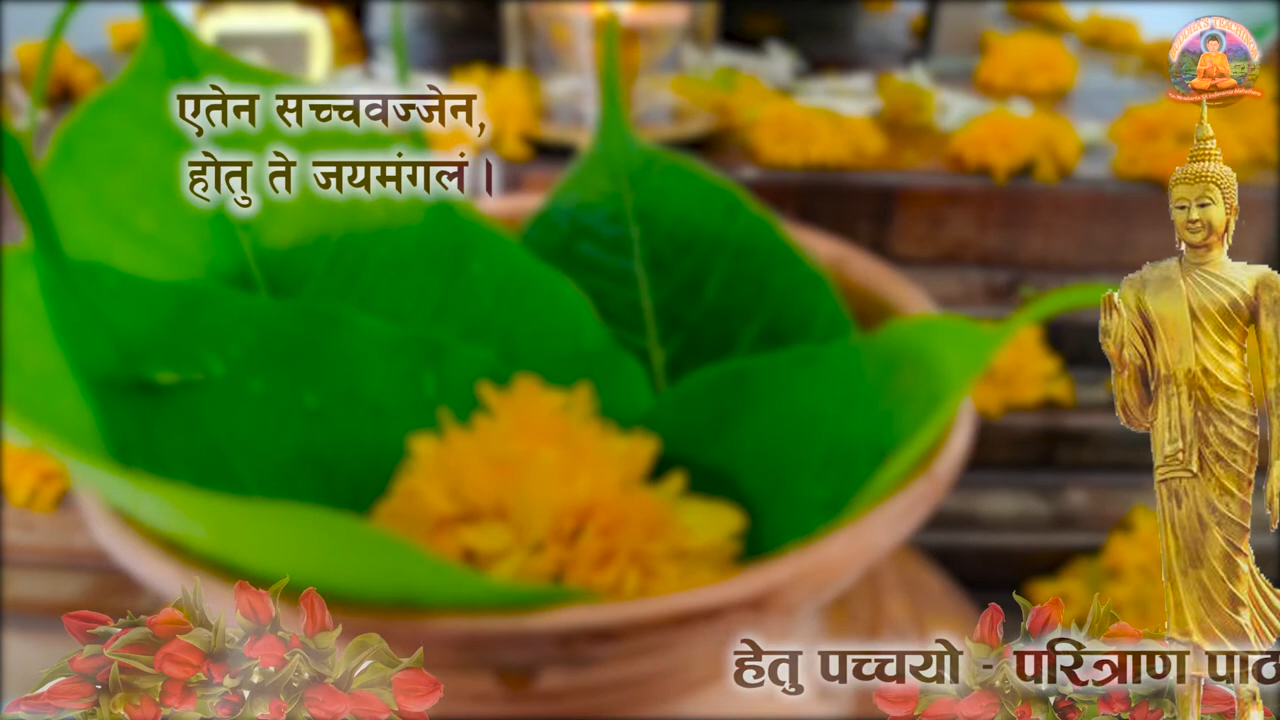 एतेन सच्चवज्जेन,
होतु ते जयमंगलं।
हेतु पच्चयो - परित्राण पाठ